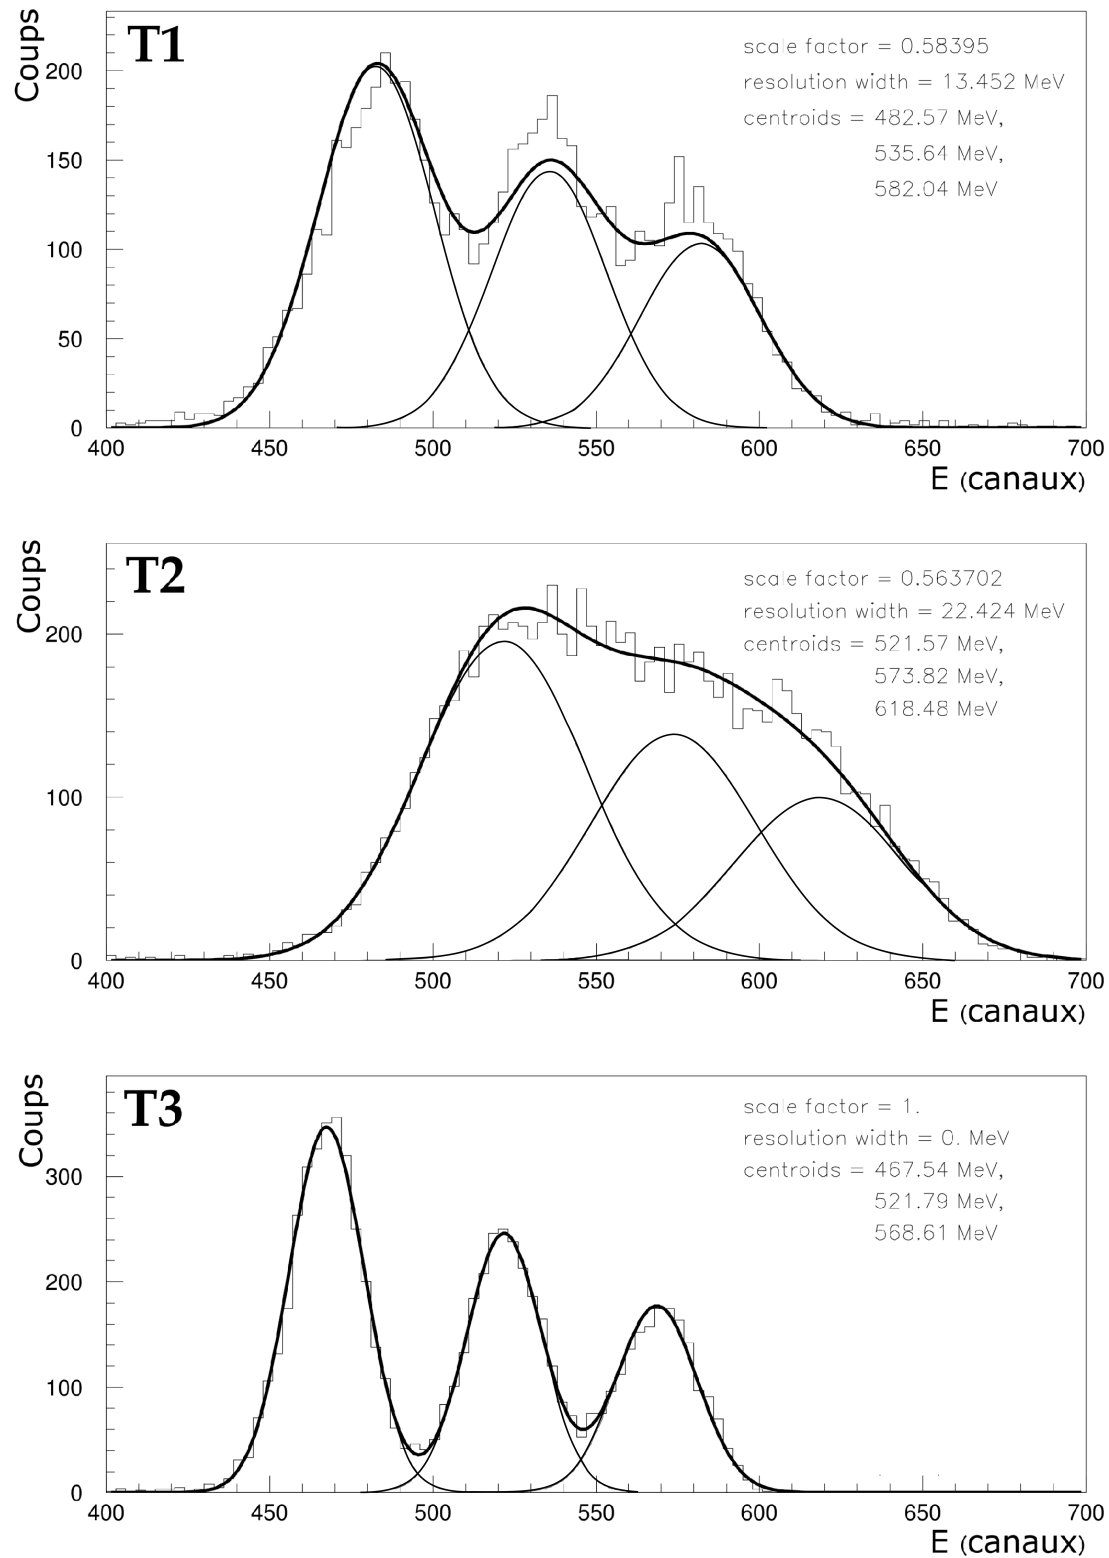 Coups
T1
scale factor = 0.58395
resolution width = 13.452 MeV
centroids = 482.57 MeV,
535.64 MeV,
582.04 MeV
200
150
100
50
0
400 450 500 550 600 650 700
E (canaux)
Coups
T2
scale factor = 0.563702
resolution width = 22.424 MeV
centroids = 521.57 MeV,
573.82 MeV,
618.48 MeV
200
100
0
400 450 500 550 600 650 700
E (canaux)
Coups
T3
scale factor = 1.
resolution width = 0. MeV
centroids = 467.54 MeV,
521.79 MeV,
568.61 MeV
300
200
100
0
400 450 500 550 600 650 700
E (canaux)